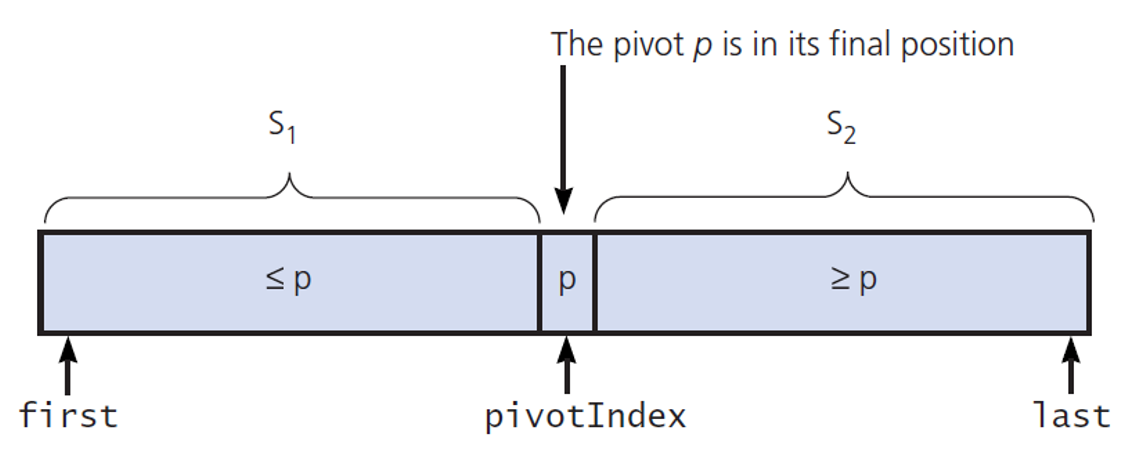 The pivot p is in its final position
S₁
S₂
≤ p
p
≥ p
first
pivotIndex
last